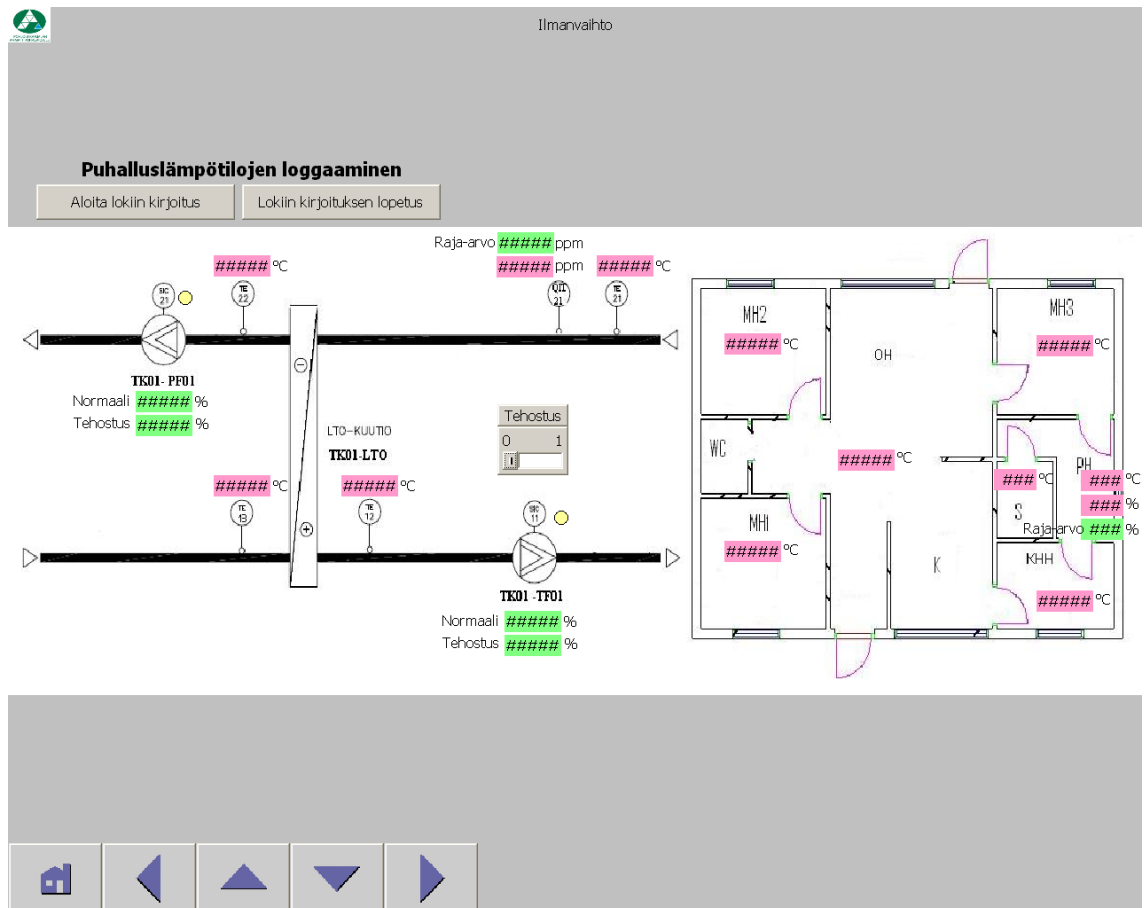 Ilmanvaihto
Puhalluslämpötilojen loggaaminen
Aloita lokiin kirjoitus
Lokiin kirjoituksen lopetus
Raja-arvo ##### ppm
##### °C
##### ppm
##### °C
SIC
21
TE
22
QIT
21
TE
21
TK01- PF01
Normaali ##### %
Tehostus ##### %
LTO-KUUTIO
TK01-LTO
Tehostus
0 1
##### °C
##### °C
TE
13
TE
12
SIC
11
TK01 -TF01
Normaali ##### %
Tehostus ##### %
MH2
##### °C
OH
MH3
##### °C
WC
##### °C
PH
### °C
### °C
S
### %
Raja-arvo ### %
MH1
##### °C
K
KHH
##### °C